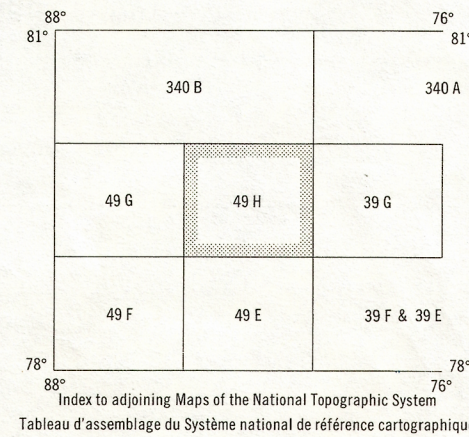 88° 76°
81° 81°
340 B 340 A
49 G 49 H 39 G
49 F 49 E 39 F & 39 E
78° 78°
88° 76°
Index to adjoining Maps of the National Topographic System
Tableau d'assemblage du Système national de référence cartographiqu